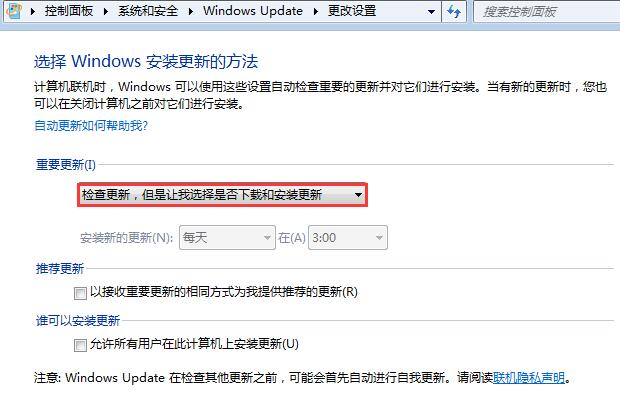 控制面板 系统和安全 Windows Update 更改设置 搜索控制面板
选择 Windows 安装更新的方法
计算机联机时，Windows 可以使用这些设置自动检查重要的更新并对它们进行安装。当有新的更新时，您也
可以在关闭计算机之前对它们进行安装。
自动更新如何帮助我?
重要更新(I)
检查更新，但是让我选择是否下载和安装更新
安装新的更新(N): 每天 在(A) 3:00
推荐更新
以接收重要更新的相同方式为我提供推荐的更新(R)
谁可以安装更新
允许所有用户在此计算机上安装更新(U)
注意: Windows Update 在检查其他更新之前，可能会首先自动进行自我更新。请阅读联机隐私声明。